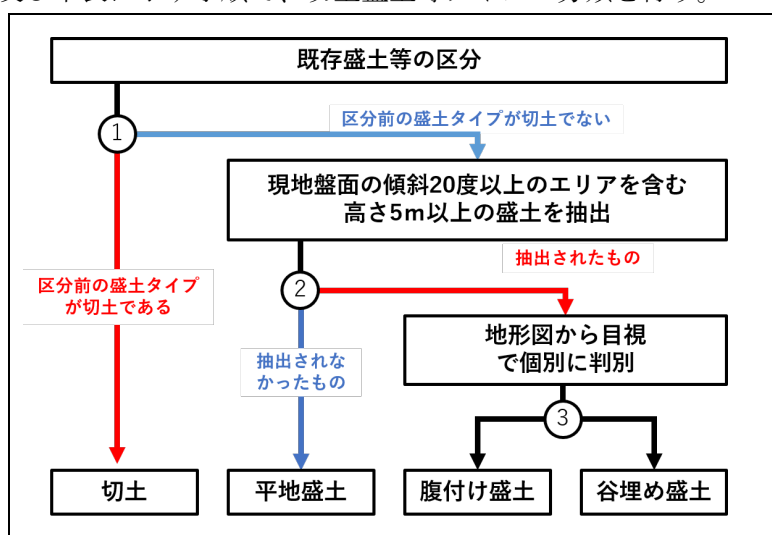 既存盛土等の区分
1
区分前の盛土タイプが切土でない
現地盤面の傾斜20度以上のエリアを含む
高さ5m以上の盛土を抽出
抽出されたもの
区分前の盛土タイプ
が切土である
2
地形図から目視
で個別に判別
抽出されな
かったもの
3
切土
平地盛土
腹付け盛土
谷埋め盛土